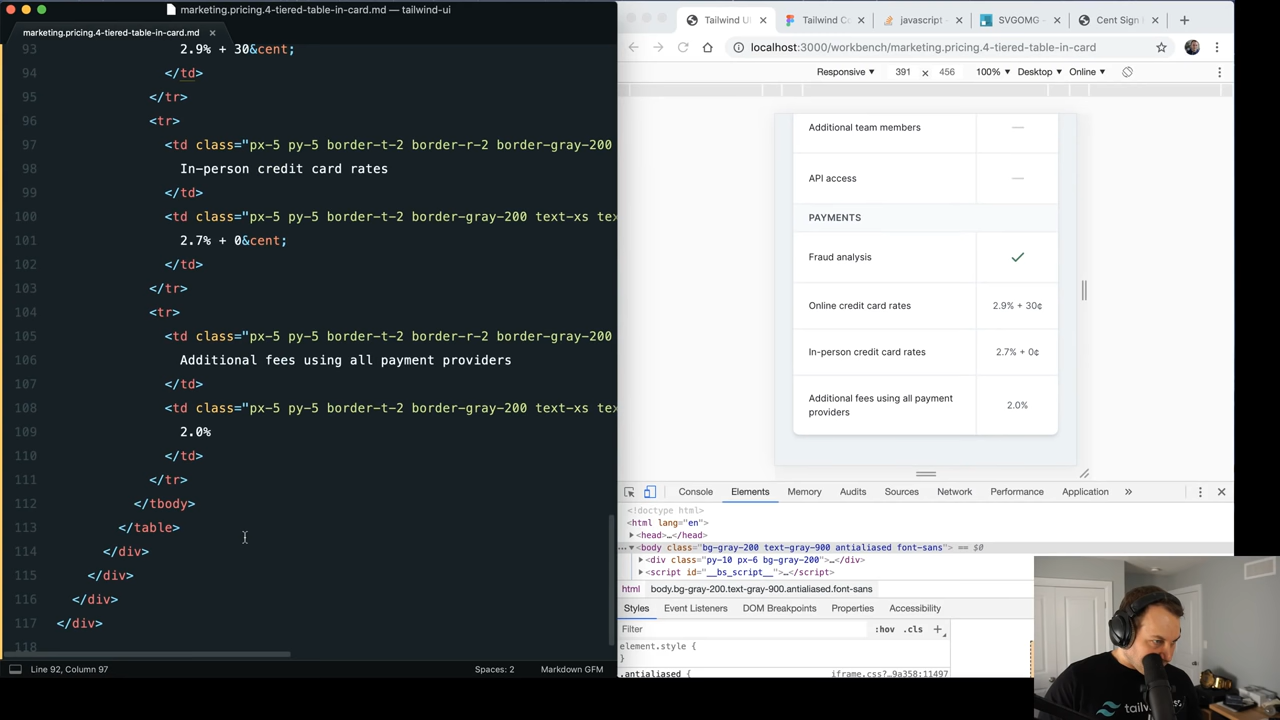 marketing.pricing.4-tiered-table-in-card.md — tailwind-ui
marketing.pricing.4-tiered-table-in-card.md ×
93 2.9% + 30&cent;
94 </td>
95 </tr>
96 <tr>
97 <td class="px-5 py-5 border-t-2 border-r-2 border-gray-200
98 In-person credit card rates
99 </td>
100 <td class="px-5 py-5 border-t-2 border-gray-200 text-xs tex
101 2.7% + 0&cent;
102 </td>
103 </tr>
104 <tr>
105 <td class="px-5 py-5 border-t-2 border-r-2 border-gray-200
106 Additional fees using all payment providers
107 </td>
108 <td class="px-5 py-5 border-t-2 border-gray-200 text-xs tex
109 2.0%
110 </td>
111 </tr>
112 </tbody>
113 </table>
114 </div>
115 </div>
116 </div>
117 </div>
118
Line 92, Column 97 Spaces: 2 Markdown GFM
Tailwind UI × Tailwind Co × javascript - × SVGOMG × Cent Sign × +
localhost:3000/workbench/marketing.pricing.4-tiered-table-in-card
Responsive ▼ 391 x 456 100% ▼ Desktop ▼ Online ▼
Additional team members —
API access —
PAYMENTS
Fraud analysis ✓
Online credit card rates 2.9% + 30¢
In-person credit card rates 2.7% + 0¢
Additional fees using all payment 2.0%
providers
Console Elements Memory Audits Sources Network Performance Application »
<!doctype html>
<html lang="en">
▶<head>…</head>
…▼<body class="bg-gray-200 text-gray-900 antialiased font-sans"> == $0
▶<div class="py-10 px-6 bg-gray-200">…</div>
▶<script id="__bs_script__">…</script>
html body.bg-gray-200.text-gray-900.antialiased.font-sans
Styles Event Listeners DOM Breakpoints Properties Accessibility
Filter :hov .cls +
element.style {
}
.antialiased { iframe.css?…9a358:11497
tailw